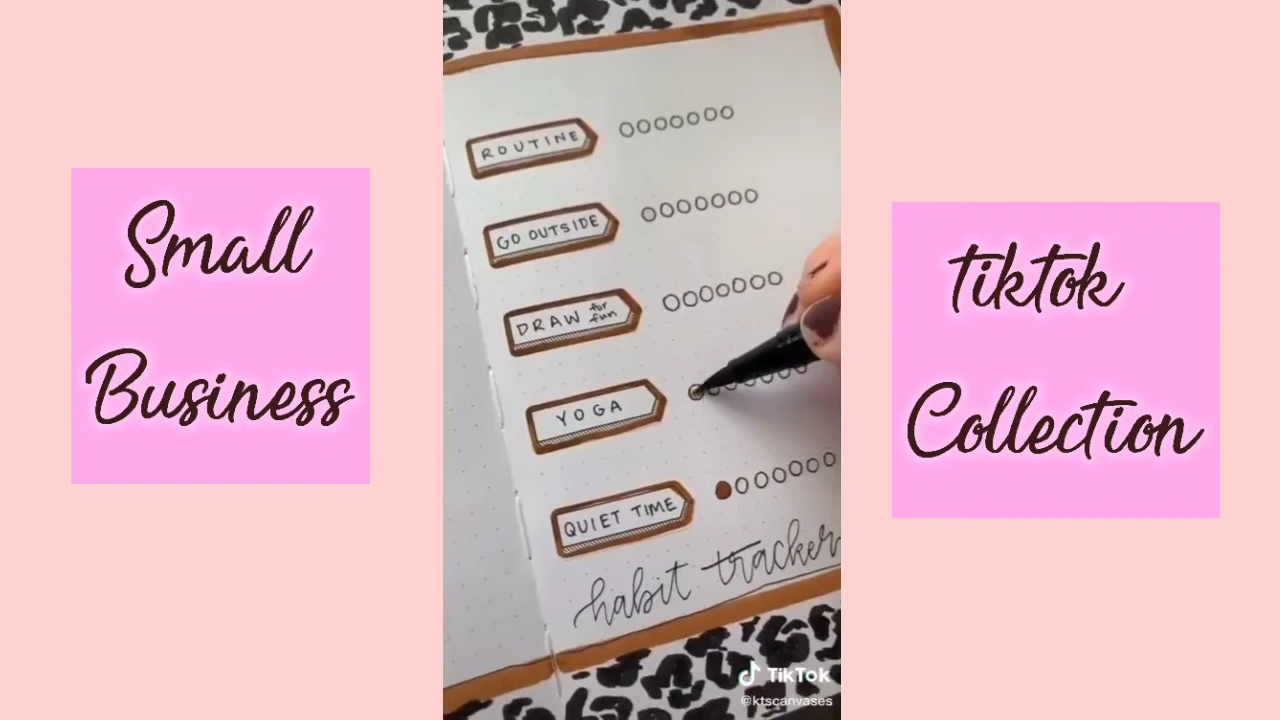 Small
Business
ROUTINE
GO OUTSIDE
DRAW for fun
YOGA
QUIET TIME
habit tracker
TikTok
@ktscanvases
tiktok
Collection